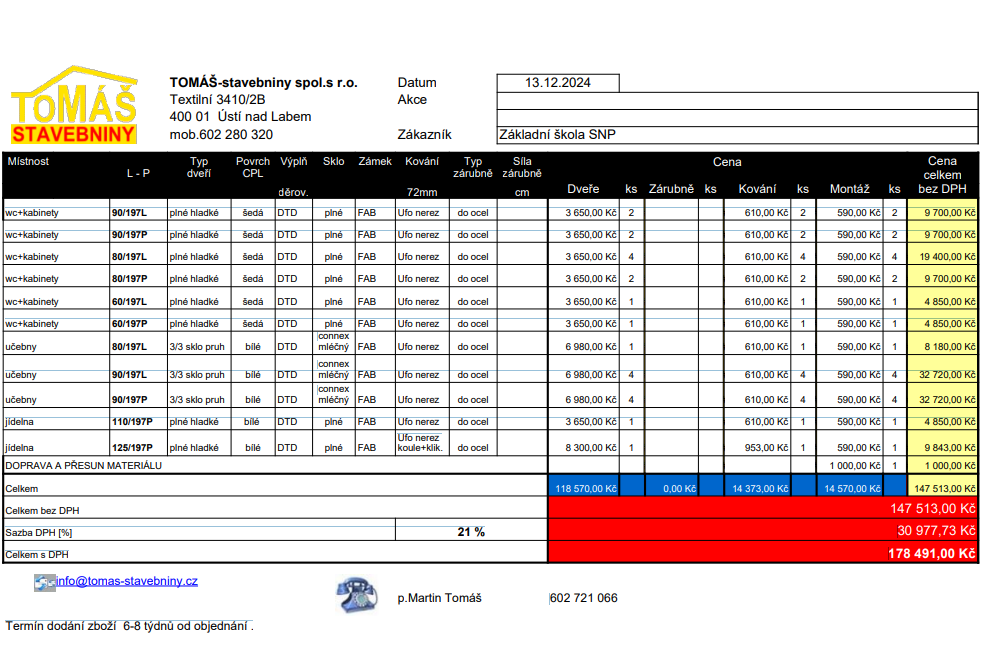 TOMÁŠ
STAVEBNINY
TOMÁŠ-stavebniny spol.s r.o. Datum 13.12.2024
Textilní 3410/2B Akce
400 01 Ústí nad Labem
mob.602 280 320 Zákazník Základní škola SNP
Místnost L - P Typ dveří Povrch CPL Výplň děrov. Sklo Zámek Kování 72mm Typ zárubně Síla zárubně cm Cena Cena celkem bez DPH
Dveře ks Zárubně ks Kování ks Montáž ks
wc+kabinety 90/197L plné hladké šedá DTD plné FAB Ufo nerez do ocel 3 650,00 Kč 2 610,00 Kč 2 590,00 Kč 2 9 700,00 Kč
wc+kabinety 90/197P plné hladké šedá DTD plné FAB Ufo nerez do ocel 3 650,00 Kč 2 610,00 Kč 2 590,00 Kč 2 9 700,00 Kč
wc+kabinety 80/197L plné hladké šedá DTD plné FAB Ufo nerez do ocel 3 650,00 Kč 4 610,00 Kč 4 590,00 Kč 4 19 400,00 Kč
wc+kabinety 80/197P plné hladké šedá DTD plné FAB Ufo nerez do ocel 3 650,00 Kč 2 610,00 Kč 2 590,00 Kč 2 9 700,00 Kč
wc+kabinety 60/197L plné hladké šedá DTD plné FAB Ufo nerez do ocel 3 650,00 Kč 1 610,00 Kč 1 590,00 Kč 1 4 850,00 Kč
wc+kabinety 60/197P plné hladké šedá DTD plné FAB Ufo nerez do ocel 3 650,00 Kč 1 610,00 Kč 1 590,00 Kč 1 4 850,00 Kč
učebny 80/197L 3/3 sklo pruh bílé DTD connex mléčný FAB Ufo nerez do ocel 6 980,00 Kč 1 610,00 Kč 1 590,00 Kč 1 8 180,00 Kč
učebny 90/197L 3/3 sklo pruh bílé DTD connex mléčný FAB Ufo nerez do ocel 6 980,00 Kč 4 610,00 Kč 4 590,00 Kč 4 32 720,00 Kč
učebny 90/197P 3/3 sklo pruh bílé DTD connex mléčný FAB Ufo nerez do ocel 6 980,00 Kč 4 610,00 Kč 4 590,00 Kč 4 32 720,00 Kč
jídelna 110/197P plné hladké bílé DTD plné FAB Ufo nerez do ocel 3 650,00 Kč 1 610,00 Kč 1 590,00 Kč 1 4 850,00 Kč
jídelna 125/197P plné hladké bílé DTD plné FAB Ufo nerez koule+klik. do ocel 8 300,00 Kč 1 953,00 Kč 1 590,00 Kč 1 9 843,00 Kč
DOPRAVA A PŘESUN MATERIÁLU 1 000,00 Kč 1 1 000,00 Kč
Celkem 118 570,00 Kč 0,00 Kč 14 373,00 Kč 14 570,00 Kč 147 513,00 Kč
Celkem bez DPH 147 513,00 Kč
Sazba DPH [%] 21 % 30 977,73 Kč
Celkem s DPH 178 491,00 Kč
info@tomas-stavebniny.cz
p.Martin Tomáš 602 721 066
Termín dodání zboží 6-8 týdnů od objednání .